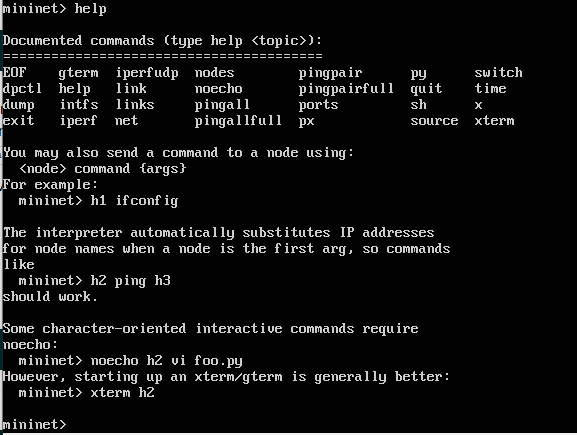 mininet> help
Documented commands (type help <topic>):
========================================
EOF gterm iperfudp nodes pingpair py switch
dpctl help link noecho pingpairfull quit time
dump intfs links pingall ports sh x
exit iperf net pingallfull px source xterm
You may also send a command to a node using:
<node> command {args}
For example:
mininet> h1 ifconfig
The interpreter automatically substitutes IP addresses
for node names when a node is the first arg, so commands
like
mininet> h2 ping h3
should work.
Some character-oriented interactive commands require
noecho:
mininet> noecho h2 vi foo.py
However, starting up an xterm/gterm is generally better:
mininet> xterm h2
mininet>